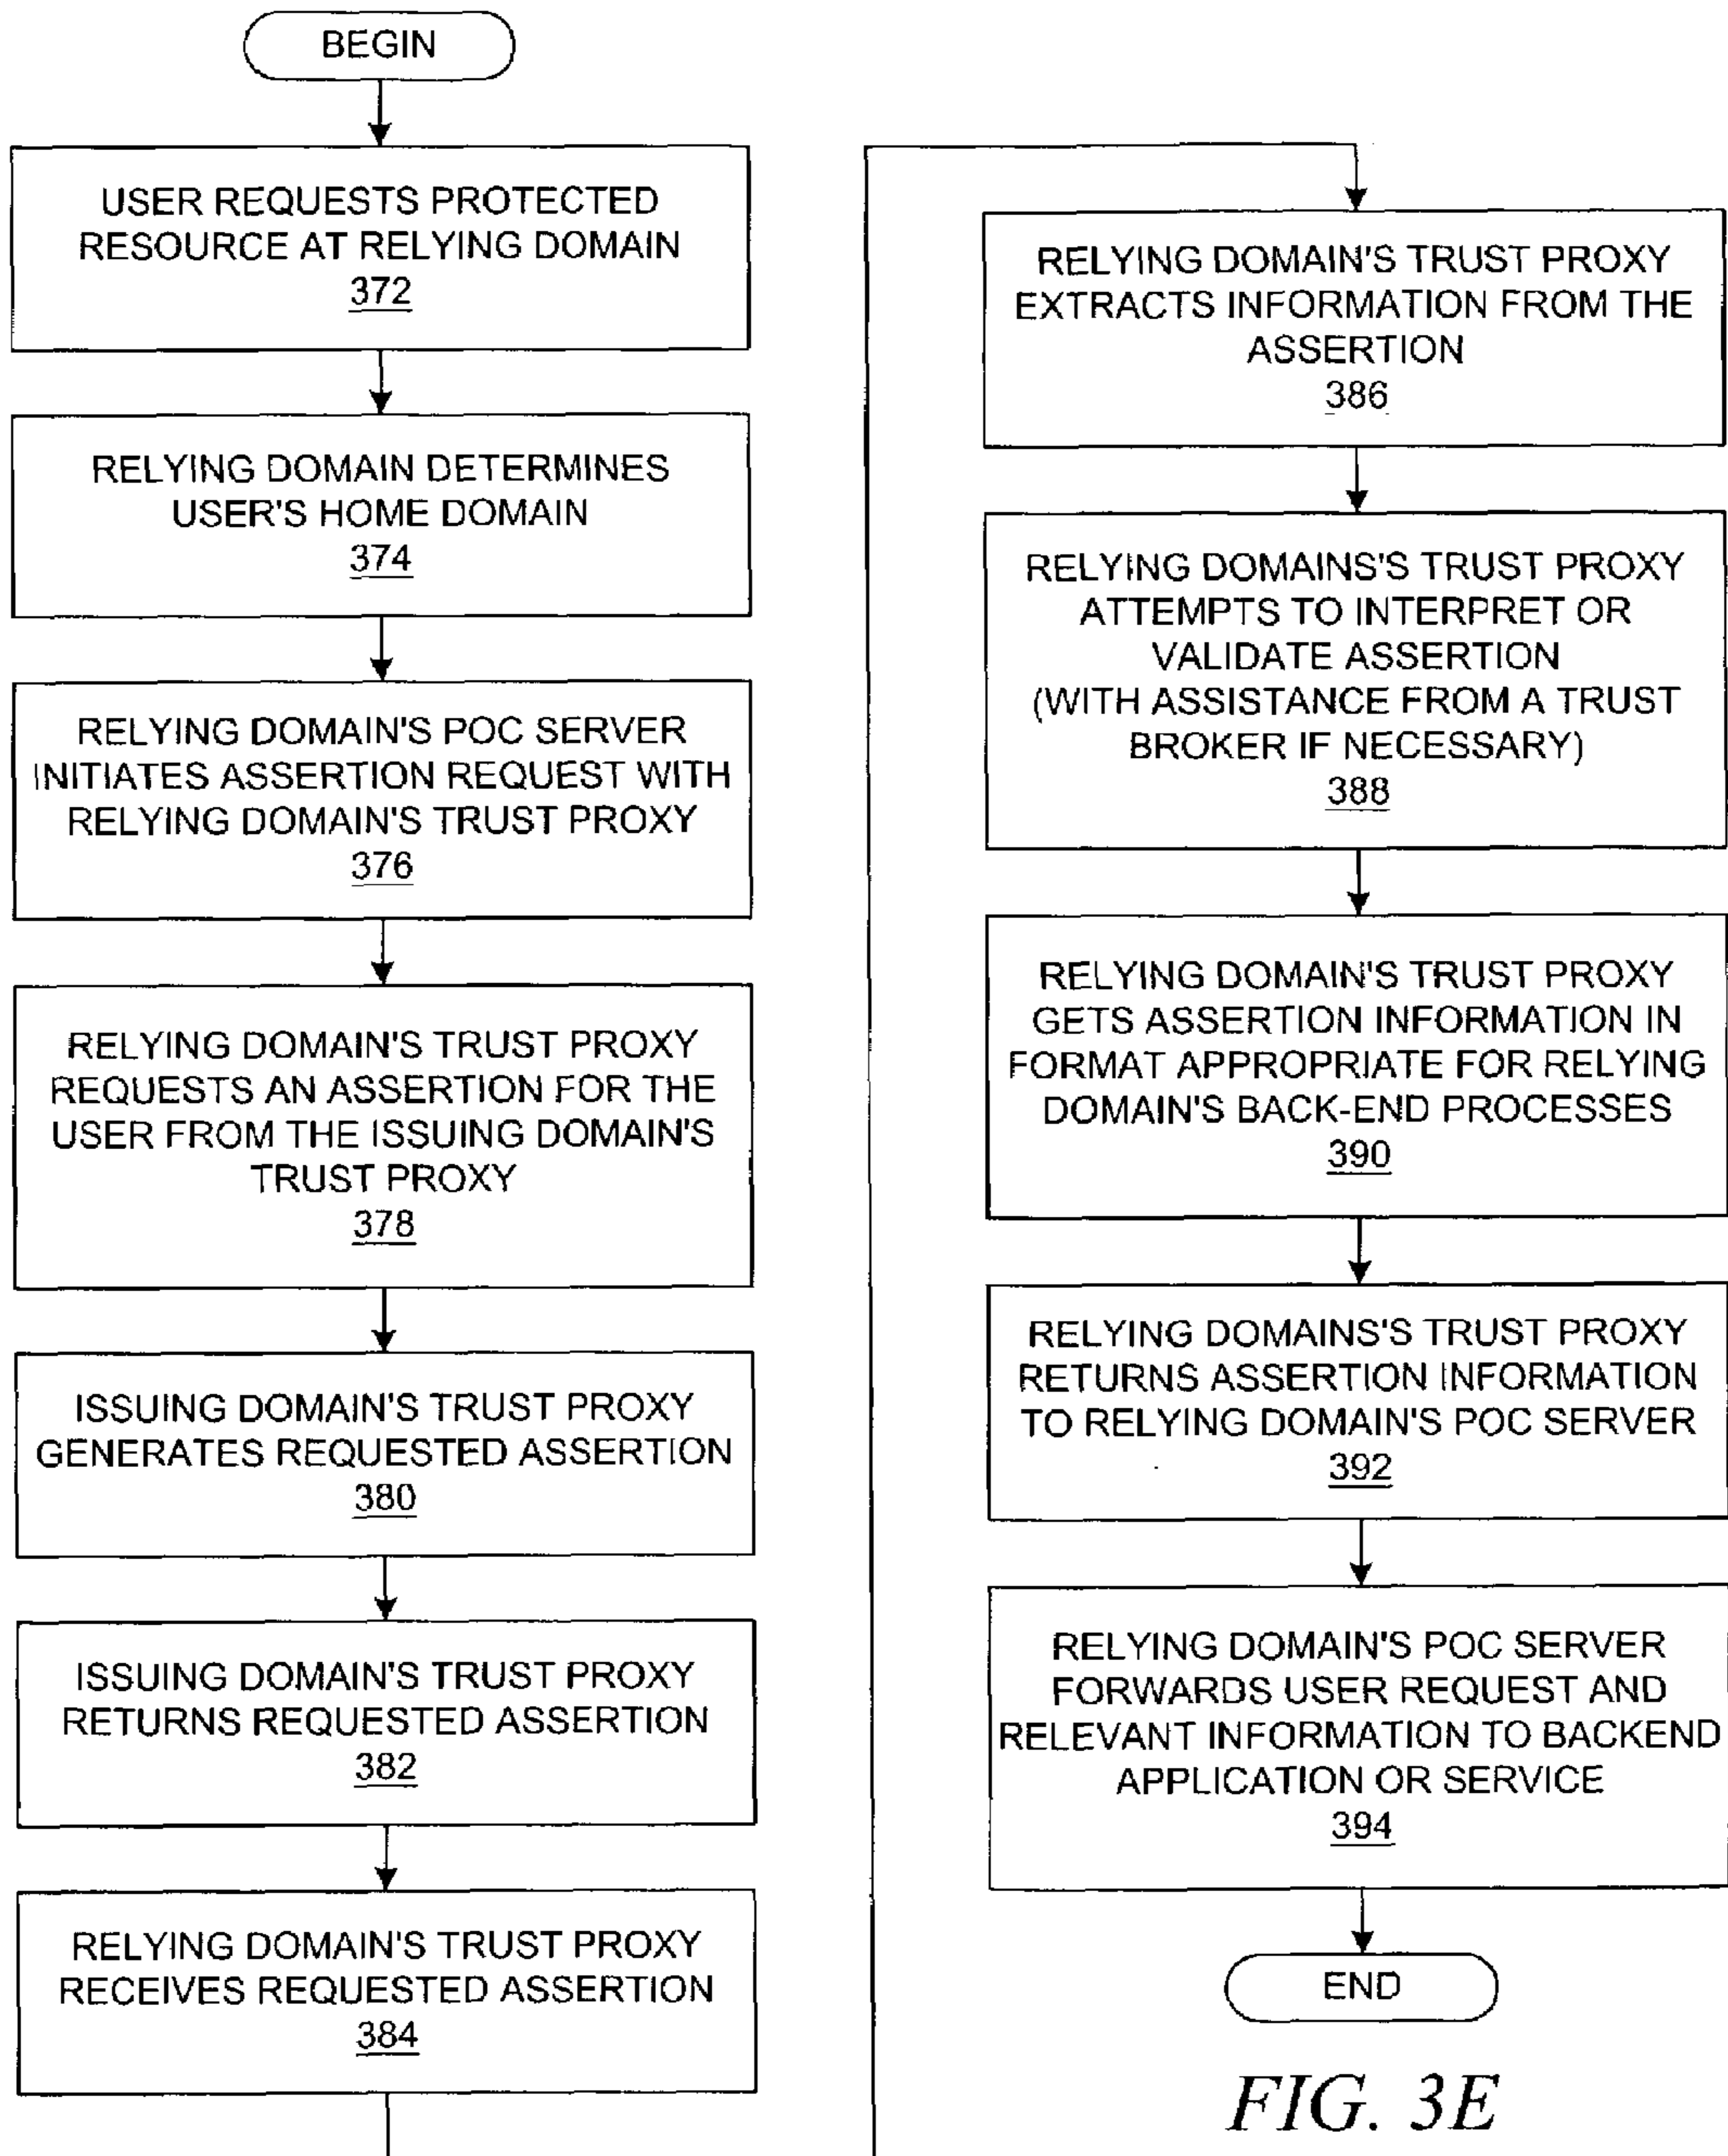 BEGIN
USER REQUESTS PROTECTED
RESOURCE AT RELYING DOMAIN
372
RELYING DOMAIN DETERMINES
USER'S HOME DOMAIN
374
RELYING DOMAIN'S POC SERVER
INITIATES ASSERTION REQUEST WITH
RELYING DOMAIN'S TRUST PROXY
376
RELYING DOMAIN'S TRUST PROXY
REQUESTS AN ASSERTION FOR THE
USER FROM THE ISSUING DOMAIN'S
TRUST PROXY
378
ISSUING DOMAIN'S TRUST PROXY
GENERATES REQUESTED ASSERTION
380
ISSUING DOMAIN'S TRUST PROXY
RETURNS REQUESTED ASSERTION
382
RELYING DOMAIN'S TRUST PROXY
RECEIVES REQUESTED ASSERTION
384
RELYING DOMAIN'S TRUST PROXY
EXTRACTS INFORMATION FROM THE
ASSERTION
386
RELYING DOMAINS'S TRUST PROXY
ATTEMPTS TO INTERPRET OR
VALIDATE ASSERTION
(WITH ASSISTANCE FROM A TRUST
BROKER IF NECESSARY)
388
RELYING DOMAIN'S TRUST PROXY
GETS ASSERTION INFORMATION IN
FORMAT APPROPRIATE FOR RELYING
DOMAIN'S BACK-END PROCESSES
390
RELYING DOMAINS'S TRUST PROXY
RETURNS ASSERTION INFORMATION
TO RELYING DOMAIN'S POC SERVER
392
RELYING DOMAIN'S POC SERVER
FORWARDS USER REQUEST AND
RELEVANT INFORMATION TO BACKEND
APPLICATION OR SERVICE
394
END
FIG. 3E